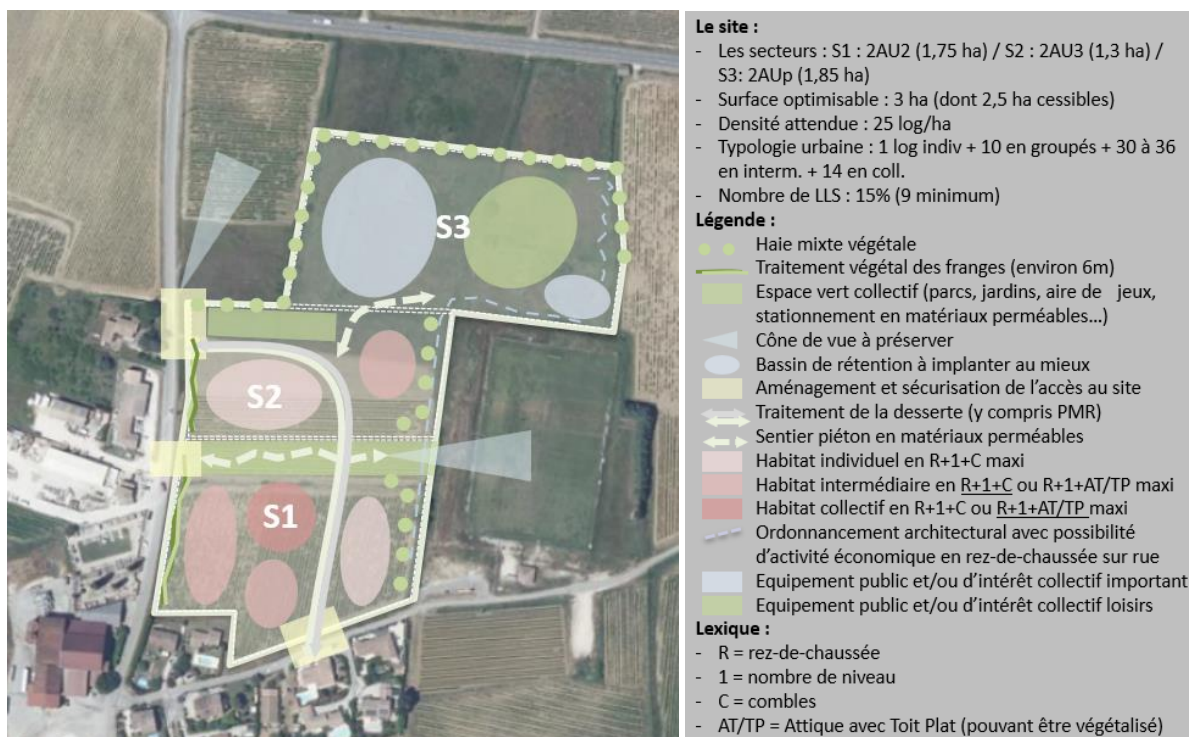 S3
S2
S1
Le site :
- Les secteurs : S1 : 2AU2 (1,75 ha) / S2 : 2AU3 (1,3 ha) /
S3: 2AUp (1,85 ha)
- Surface optimisable : 3 ha (dont 2,5 ha cessibles)
- Densité attendue : 25 log/ha
- Typologie urbaine : 1 log indiv + 10 en groupés + 30 à 36
en interm. + 14 en coll.
- Nombre de LLS : 15% (9 minimum)
Légende :
Haie mixte végétale
Traitement végétal des franges (environ 6m)
Espace vert collectif (parcs, jardins, aire de jeux,
stationnement en matériaux perméables...)
Cône de vue à préserver
Bassin de rétention à implanter au mieux
Aménagement et sécurisation de l'accès au site
Traitement de la desserte (y compris PMR)
Sentier piéton en matériaux perméables
Habitat individuel en R+1+C maxi
Habitat intermédiaire en R+1+C ou R+1+AT/TP maxi
Habitat collectif en R+1+C ou R+1+AT/TP maxi
Ordonnancement architectural avec possibilité
d'activité économique en rez-de-chaussée sur rue
Equipement public et/ou d'intérêt collectif important
Equipement public et/ou d'intérêt collectif loisirs
Lexique :
- R = rez-de-chaussée
- 1 = nombre de niveau
- C = combles
- AT/TP = Attique avec Toit Plat (pouvant être végétalisé)